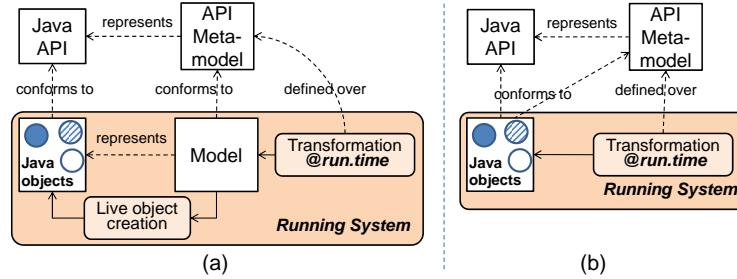 Java
API
represents
API
Meta-
model
conforms to
conforms to
defined over
Java
objects
represents
Model
Transformation
@run.time
Live object
creation
Running System
(a)
Java
API
represents
API
Meta-
model
conforms to
defined over
Java
objects
Transformation
@run.time
Running System
(b)